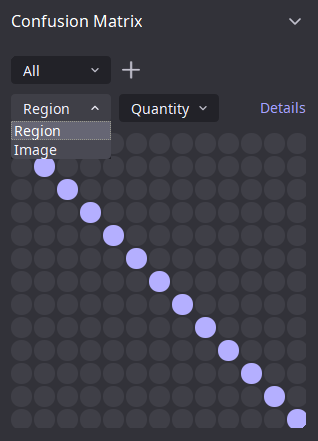 Confusion Matrix
All
Region Quantity Details
Region
Image